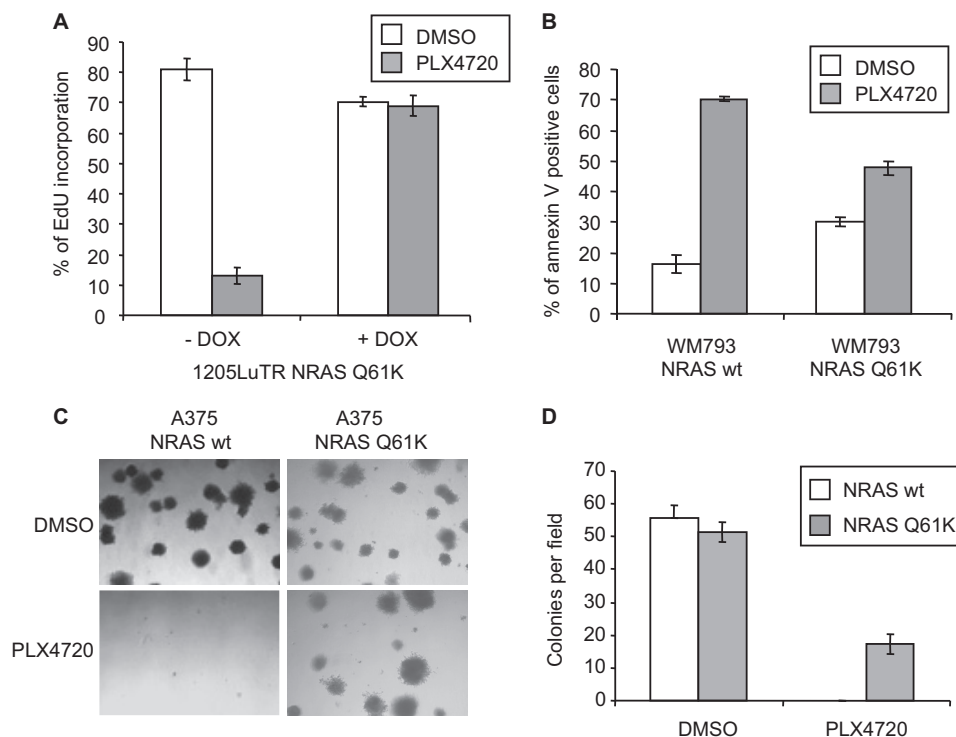 A
% of EdU incorporation
90
80
70
60
50
40
30
20
10
0
DMSO
PLX4720
- DOX
+ DOX
1205LuTR NRAS Q61K
B
% of annexin V positive cells
80
70
60
50
40
30
20
10
0
DMSO
PLX4720
WM793
NRAS wt
WM793
NRAS Q61K
C
A375
NRAS wt
A375
NRAS Q61K
DMSO
PLX4720
D
Colonies per field
70
60
50
40
30
20
10
0
NRAS wt
NRAS Q61K
DMSO
PLX4720